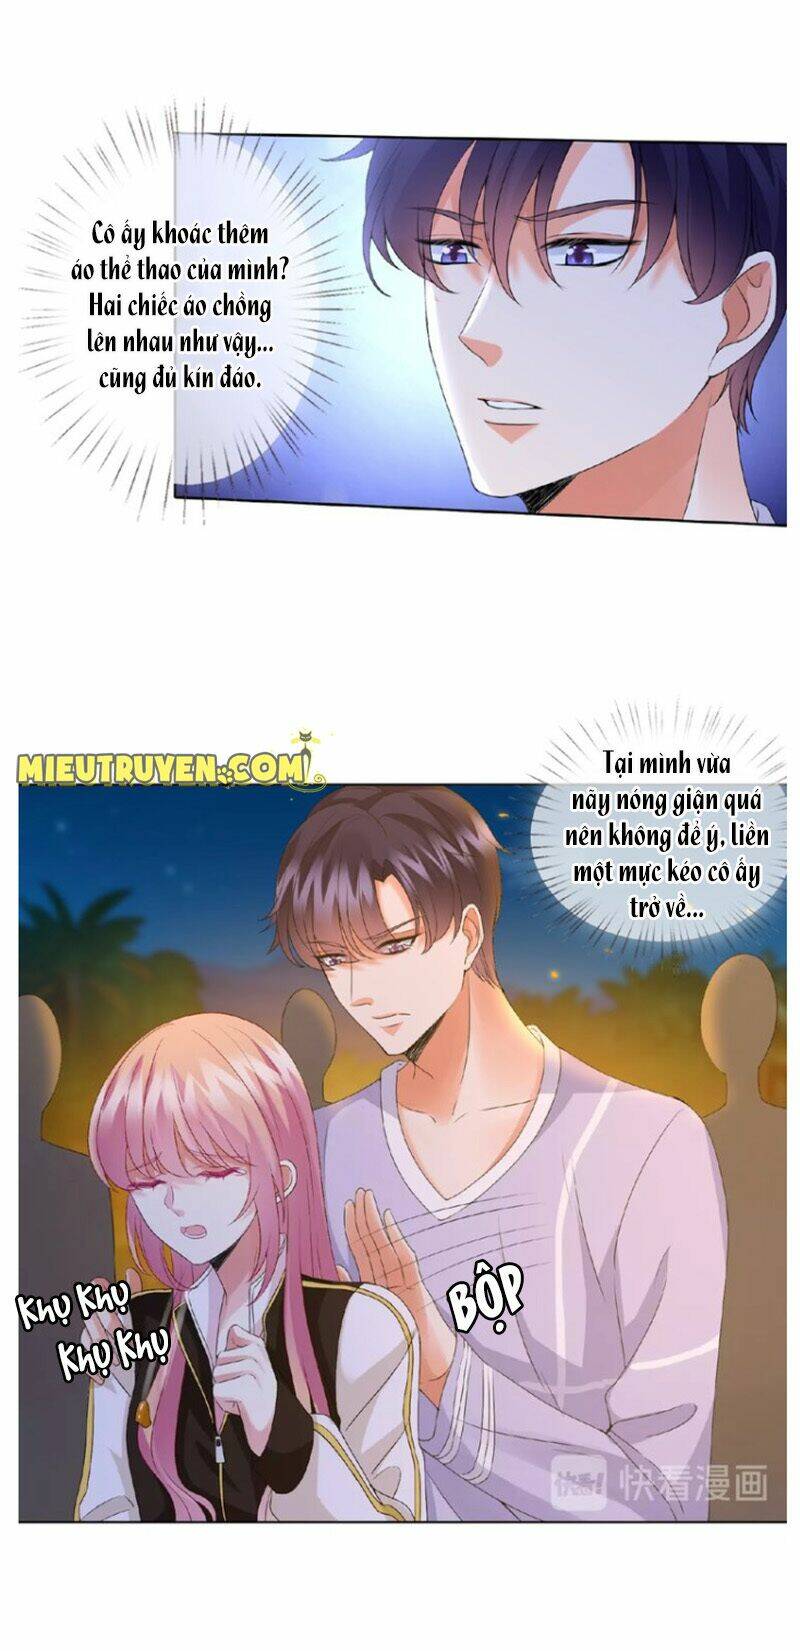 Cô ấy khoác thêm
áo thể thao của mình?
Hai chiếc áo chồng
lên nhau như vậy...
cũng đủ kín đáo.
MIEUTRUYEN.COM
Tại mình vừa
nãy nóng giận quá
nên không để ý, liền
một mực kéo cô ấy
trở về...
Khụ Khụ
Khụ Khụ
BỘP
快看! 快看漫画